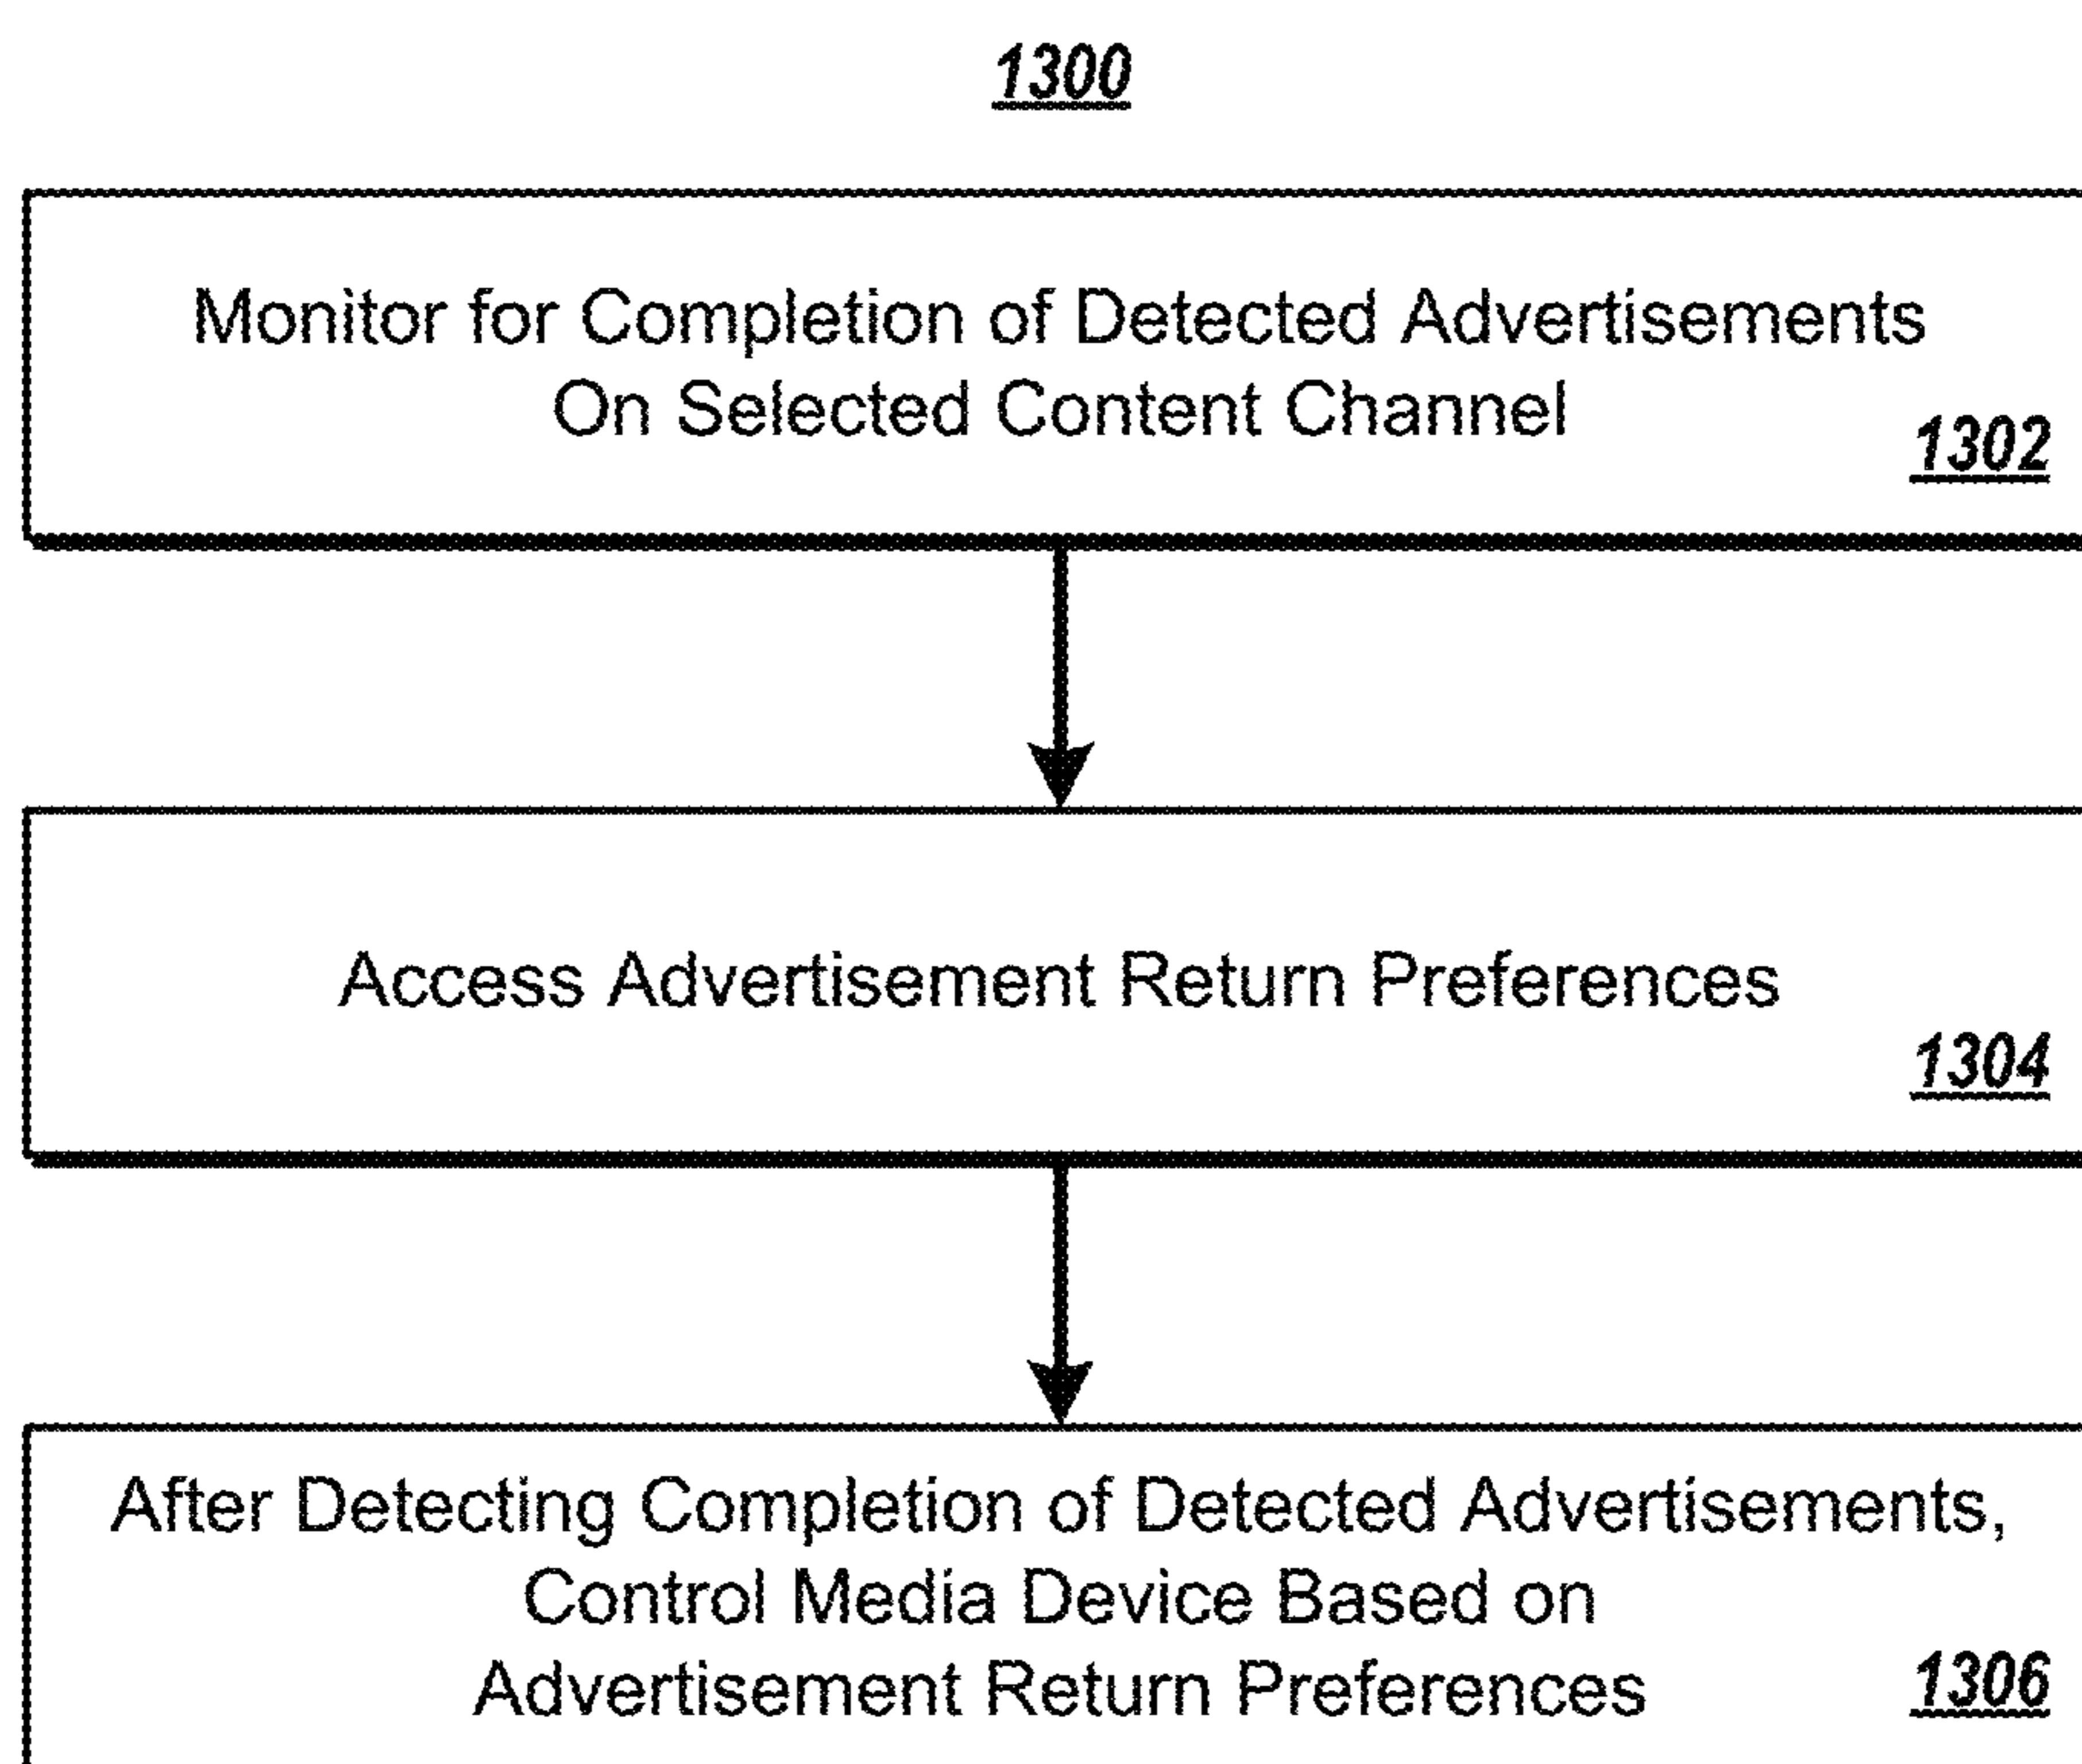 1300
Monitor for Completion of Detected Advertisements
On Selected Content Channel
1302
Access Advertisement Return Preferences
1304
After Detecting Completion of Detected Advertisements,
Control Media Device Based on
Advertisement Return Preferences
1306